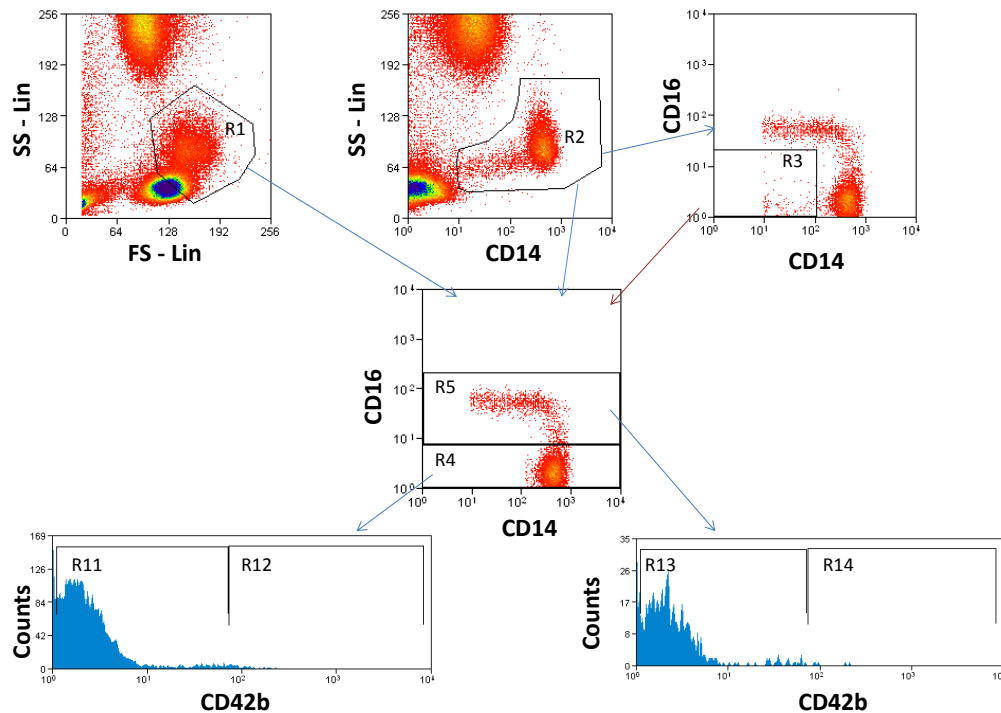 256
192
128
64
0
SS - Lin
R1
0 64 128 192 256
FS - Lin
256
192
128
64
0
SS - Lin
R2
10⁰ 10¹ 10² 10³ 10⁴
CD14
10⁴
10³
10²
10¹
10⁰
CD16
R3
10⁰ 10¹ 10² 10³ 10⁴
CD14
10⁴
10³
10²
10¹
10⁰
CD16
R5
R4
10⁰ 10¹ 10² 10³ 10⁴
CD14
169
126
84
42
0
Counts
R11 R12
10⁰ 10¹ 10² 10³ 10⁴
CD42b
35
26
17
8
0
Counts
R13 R14
10⁰ 10¹ 10² 10³
CD42b